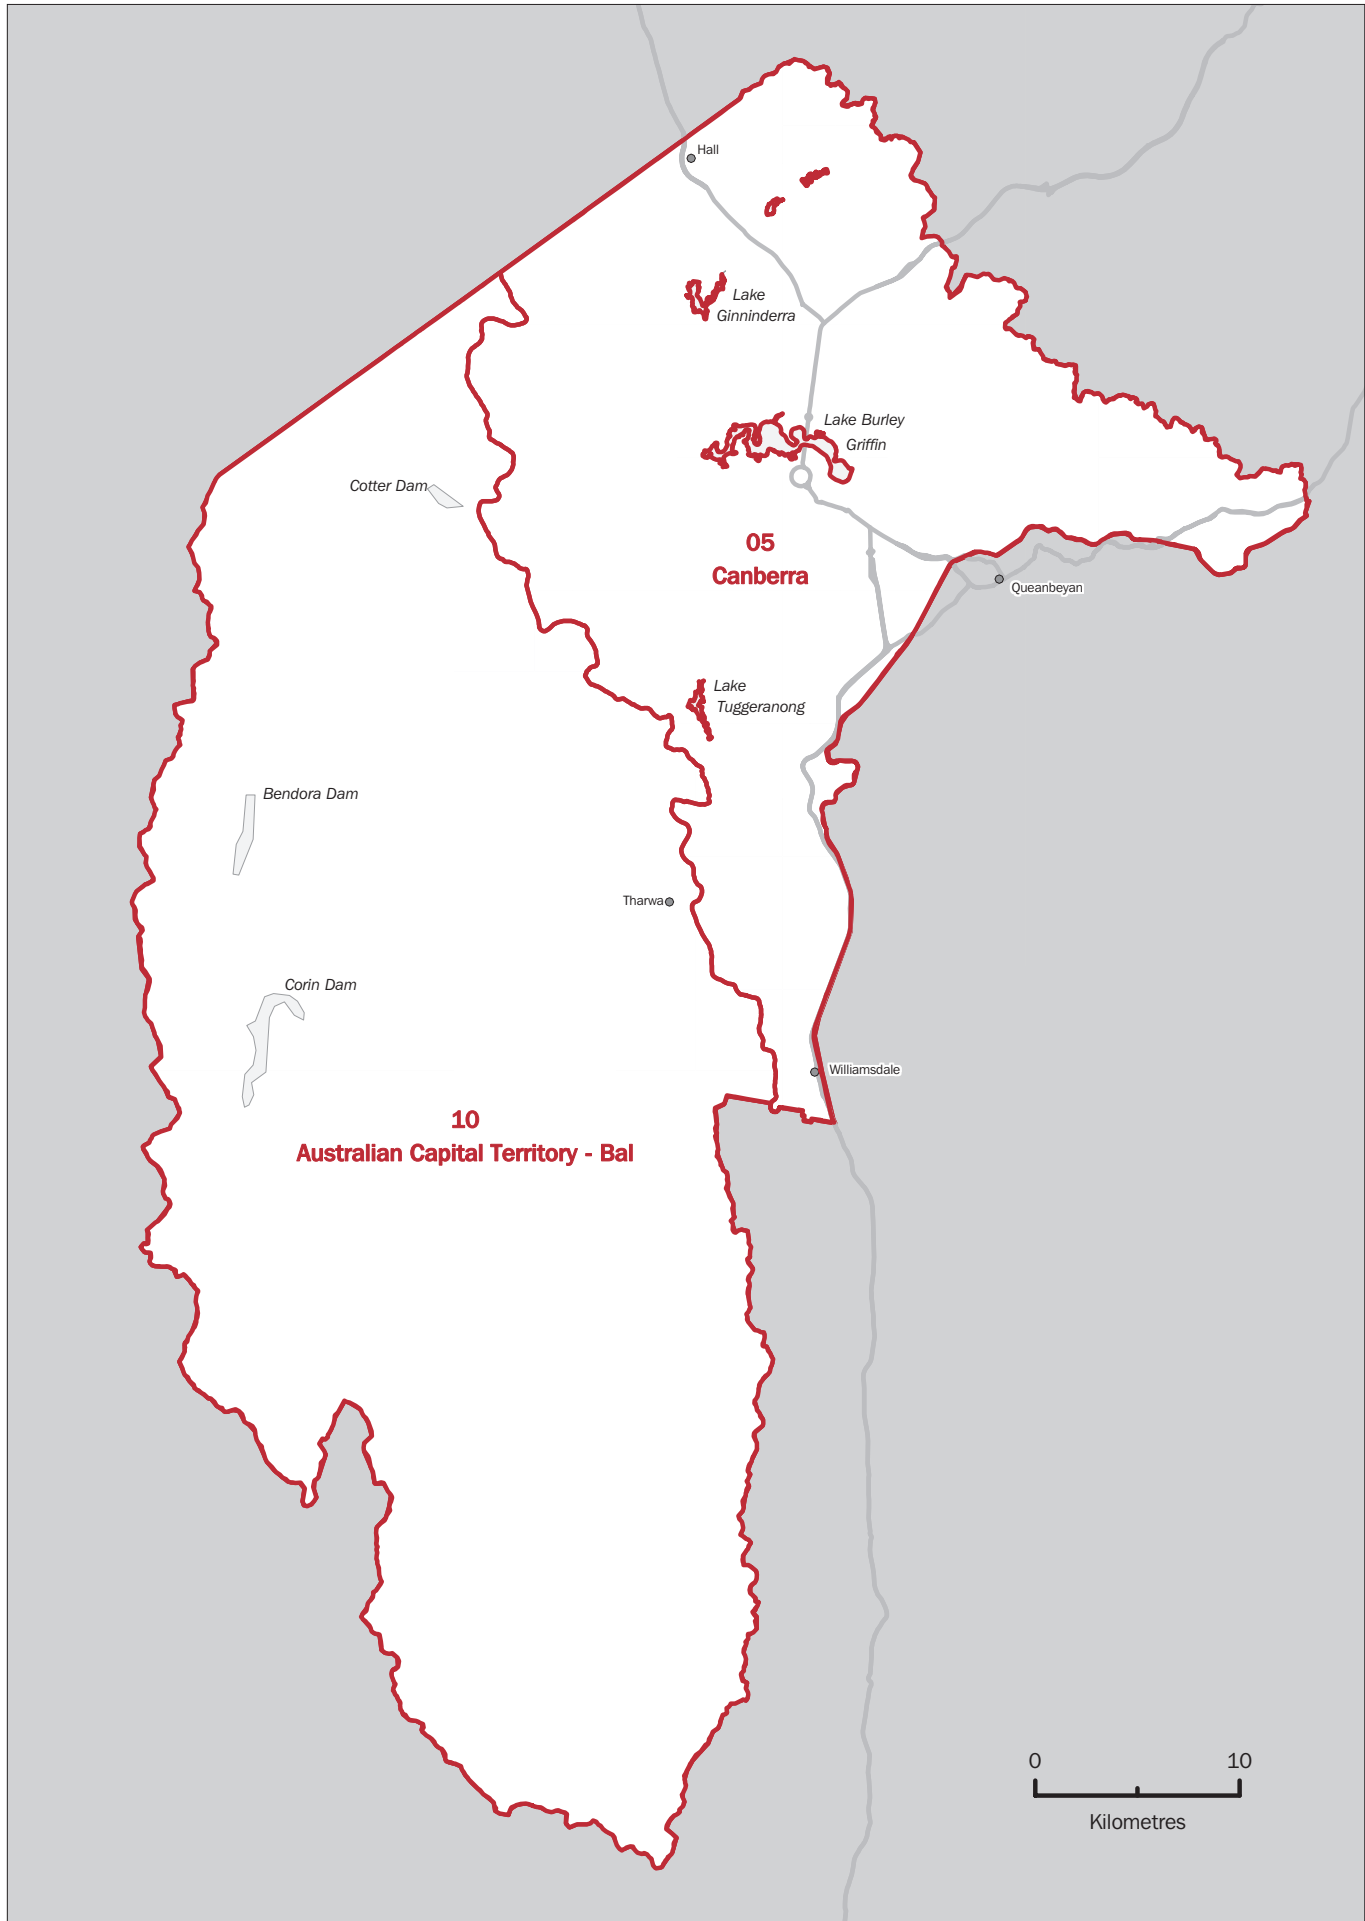 Hall
Lake
Ginninderra
Lake Burley
Griffin
Cotter Dam
05
Canberra
Queanbeyan
Lake
Tuggeranong
Bendora Dam
Tharwa
Corin Dam
Williamsdale
10
Australian Capital Territory - Bal
0 10
Kilometres